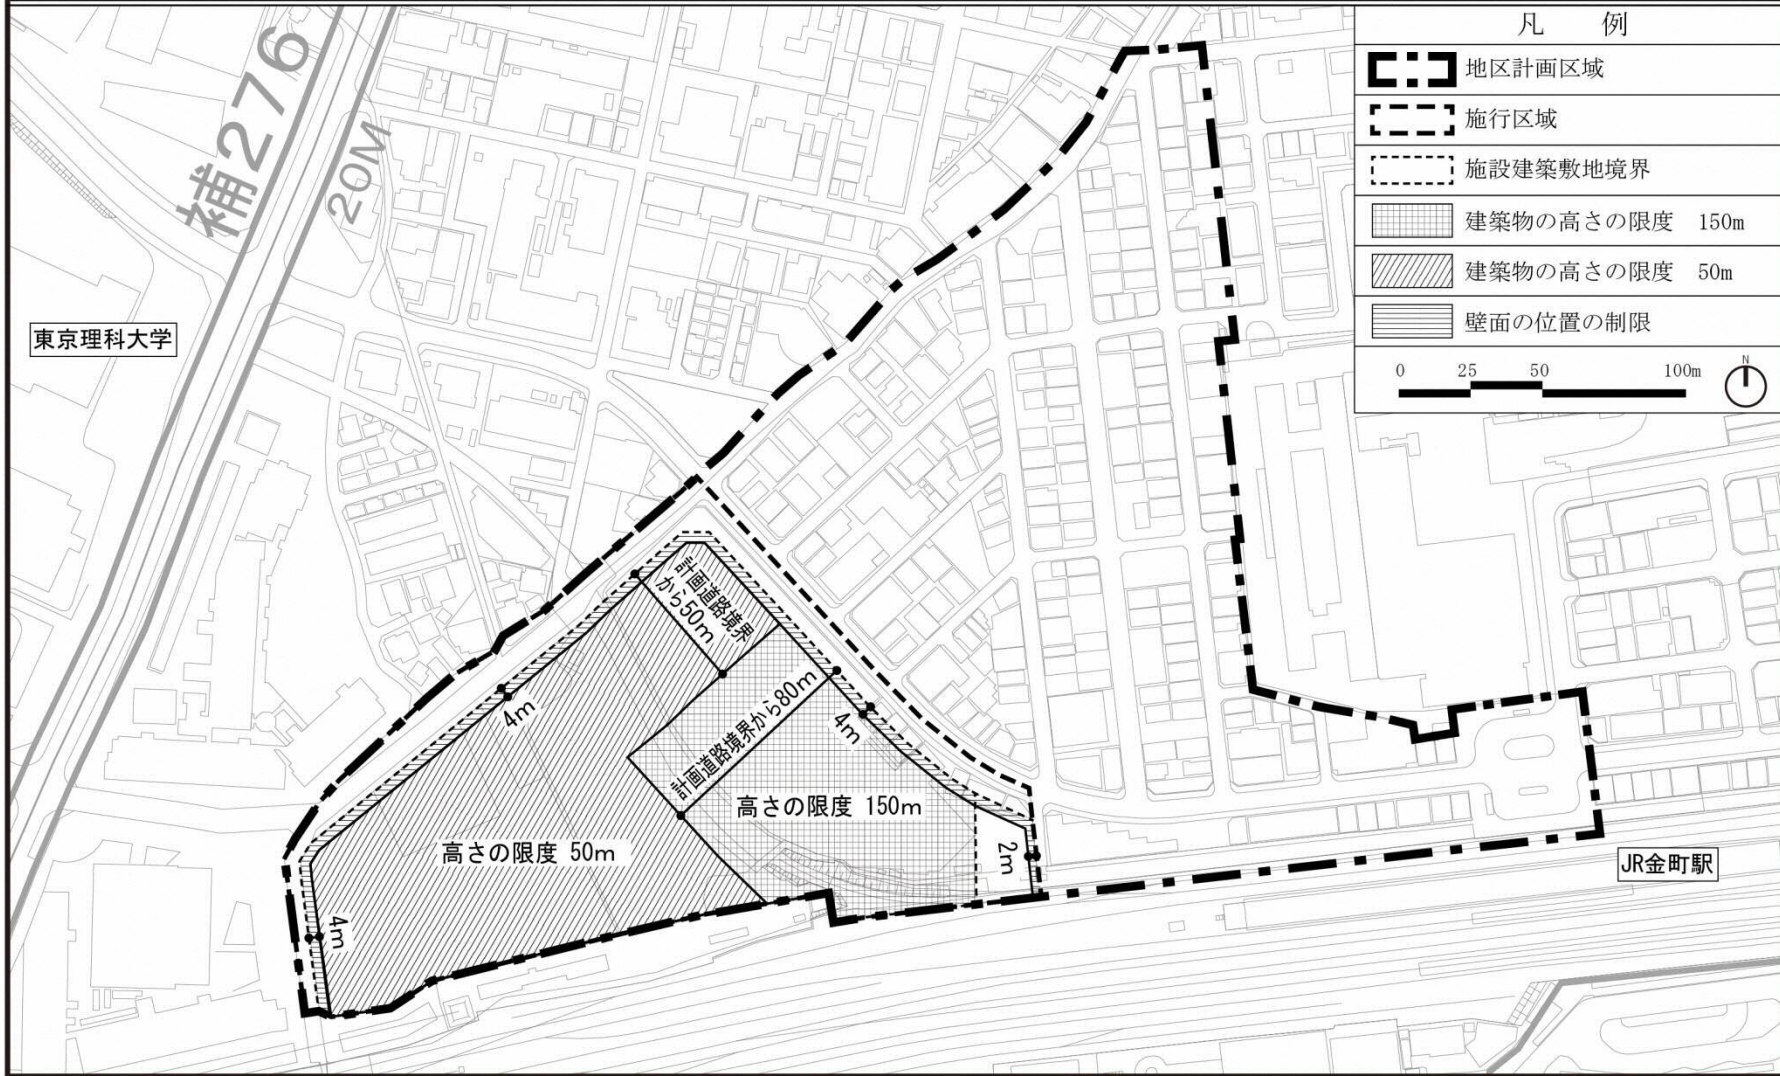 凡　例
地区計画区域
施行区域
施設建築敷地境界
建築物の高さの限度　150m
建築物の高さの限度　50m
壁面の位置の制限
0 25 50 100m
N
補276
20M
東京理科大学
計画道路境界
から50m
4m
計画道路境界から80m
4m
高さの限度 150m
高さの限度 50m
2m
4m
JR金町駅